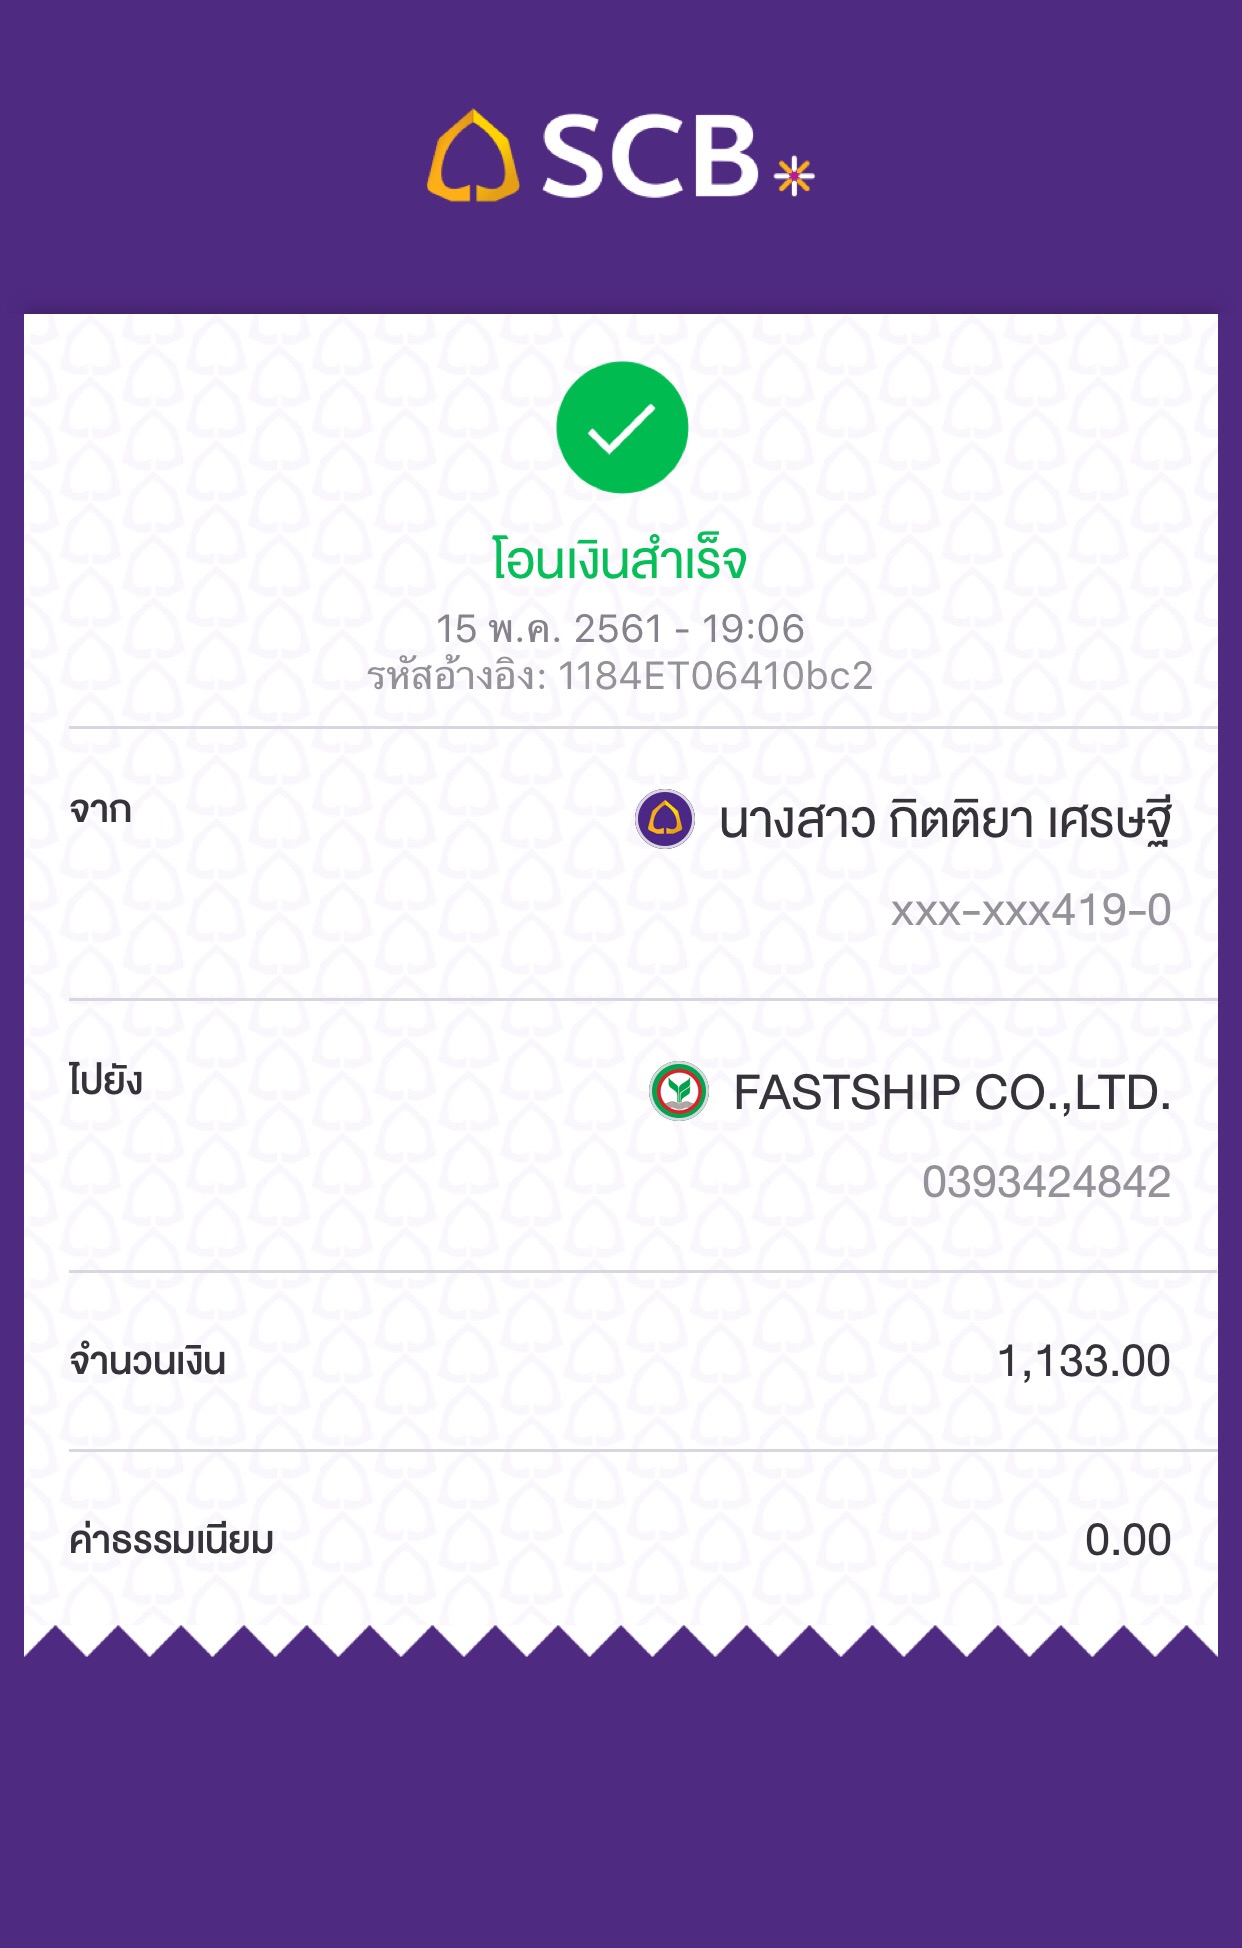 SCB
โอนเงินสำเร็จ
15 พ.ค. 2561 - 19:06
รหัสอ้างอิง: 1184ET06410bc2
จาก นางสาว กิตติยา เศรษฐี
xxx-xxx419-0
ไปยัง FASTSHIP CO.,LTD.
0393424842
จำนวนเงิน 1,133.00
ค่าธรรมเนียม 0.00